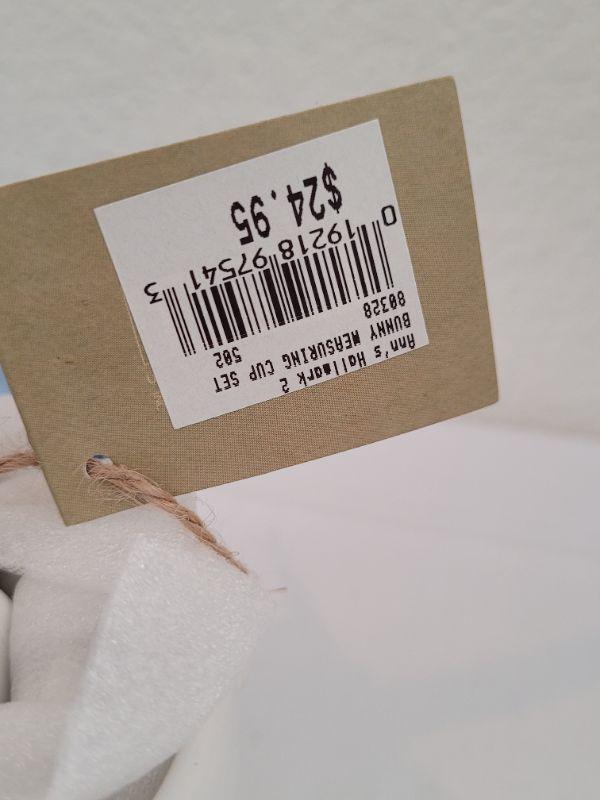 Ann's Hallmark 2
BUNNY MEASURING CUP SET
80328 502
0 19218 97541 3
$24.95